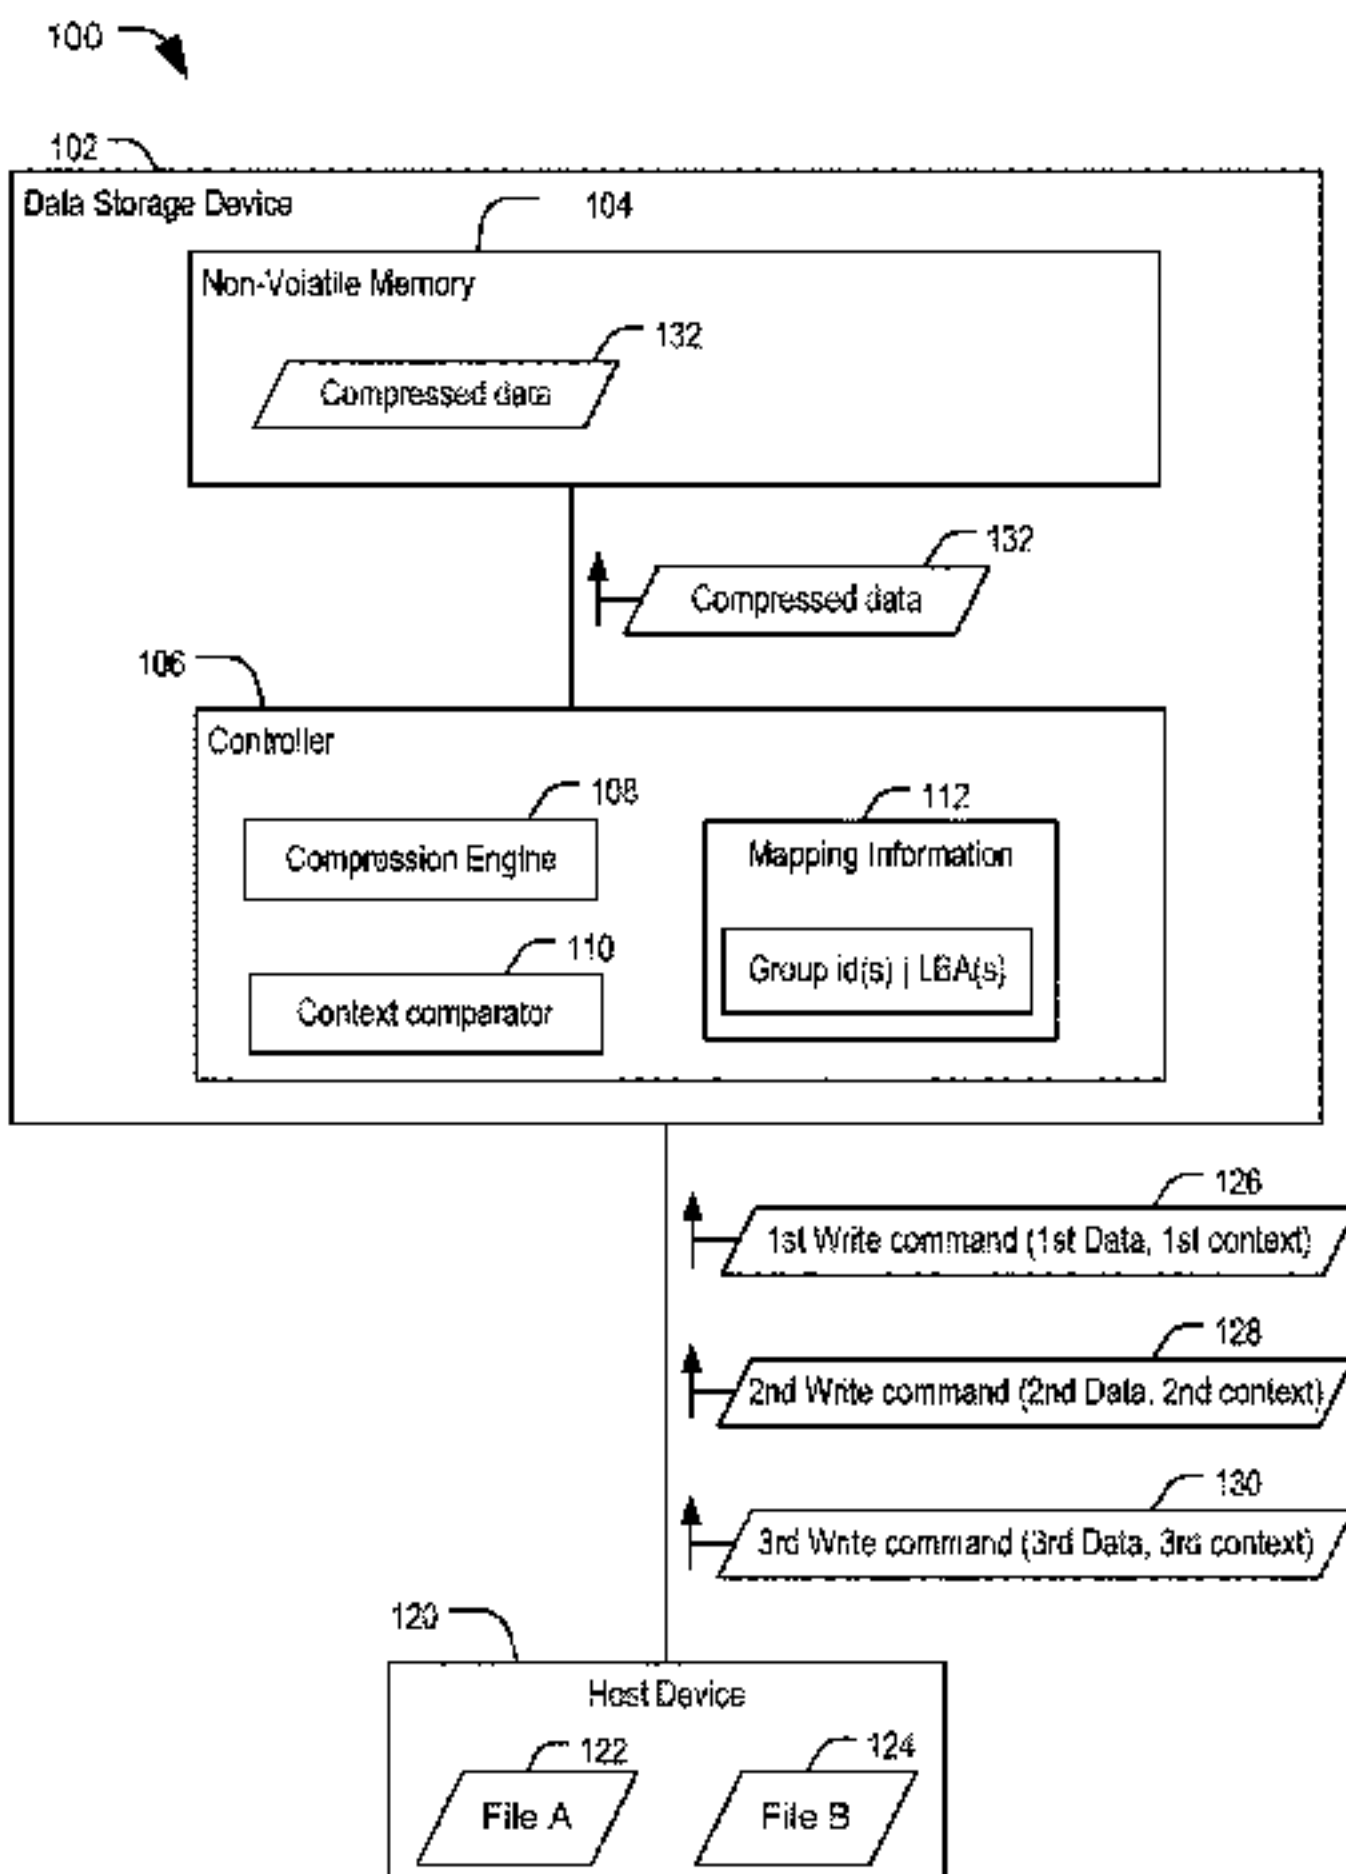 100
102
Data Storage Device
104
Non-Volatile Memory
132
Compressed data
132
Compressed data
106
Controller
108
Compression Engine
112
Mapping Information
110
Context comparator
Group id(s) | LBA(s)
126
1st Write command (1st Data, 1st context)
128
2nd Write command (2nd Data, 2nd context)
130
3rd Write command (3rd Data, 3rd context)
120
Host Device
122
File A
124
File B